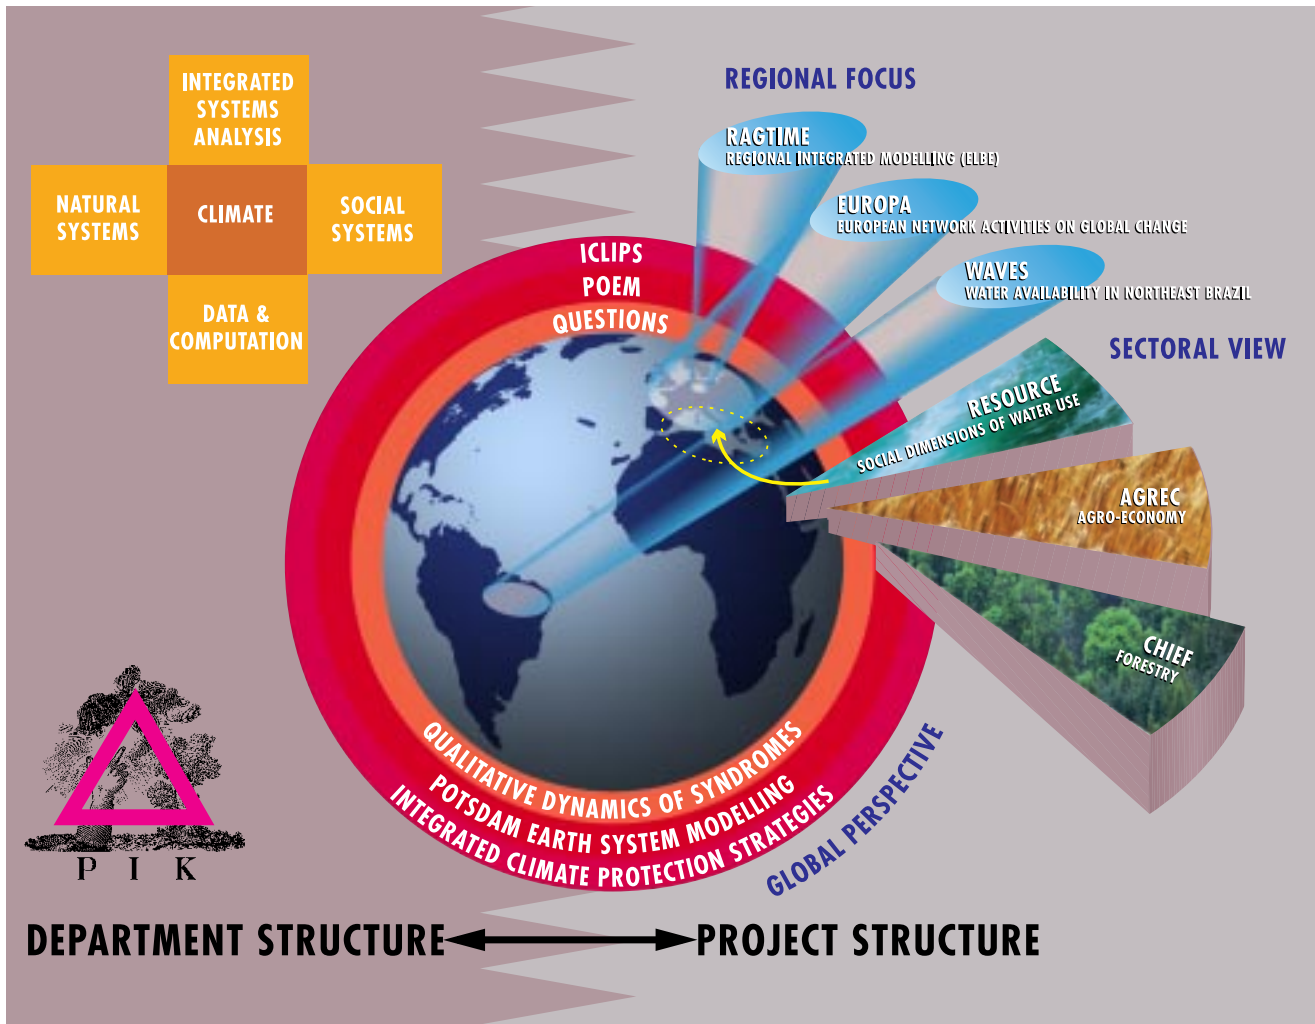 INTEGRATED
SYSTEMS
ANALYSIS
NATURAL
SYSTEMS
CLIMATE
SOCIAL
SYSTEMS
DATA &
COMPUTATION
REGIONAL FOCUS
RAGTIME
REGIONAL INTEGRATED MODELLING (ELBE)
EUROPA
EUROPEAN NETWORK ACTIVITIES ON GLOBAL CHANGE
WAVES
WATER AVAILABILITY IN NORTHEAST BRAZIL
SECTORAL VIEW
RESOURCE
SOCIAL DIMENSIONS OF WATER USE
AGREC
AGRO-ECONOMY
CHIEF
FORESTRY
ICLIPS
POEM
QUESTIONS
QUALITATIVE DYNAMICS OF SYNDROMES
POTSDAM EARTH SYSTEM MODELLING
INTEGRATED CLIMATE PROTECTION STRATEGIES
GLOBAL PERSPECTIVE
P I K
DEPARTMENT STRUCTURE
PROJECT STRUCTURE